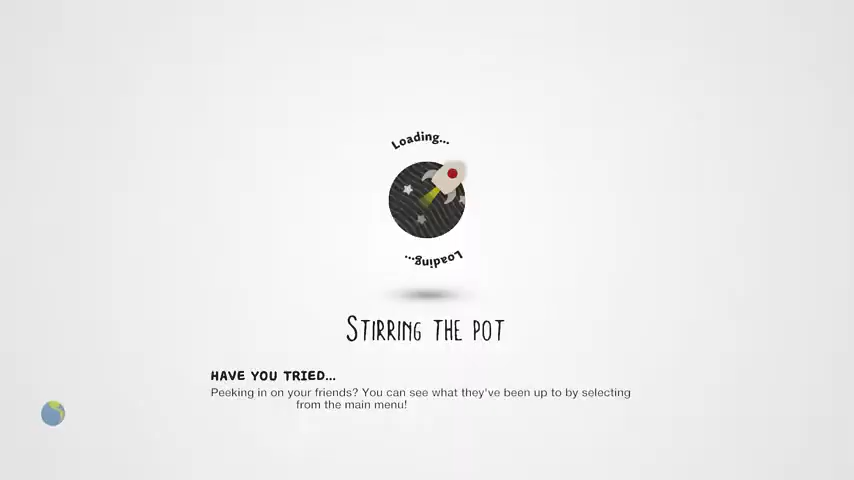 Loading...
Loading...
STIRRING THE POT
HAVE YOU TRIED...
Peeking in on your friends? You can see what they've been up to by selecting
from the main menu!